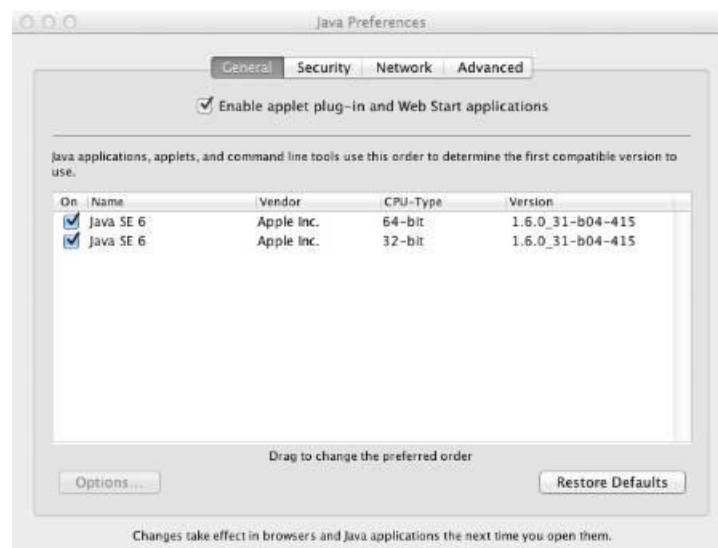 Java Preferences
General Security Network Advanced
Enable applet plug-in and Web Start applications
Java applications, applets, and command line tools use this order to determine the first compatible version to
use.
On Name Vendor CPU-Type Version
Java SE 6 Apple Inc. 64-bit 1.6.0_31-b04-415
Java SE 6 Apple Inc. 32-bit 1.6.0_31-b04-415
Drag to change the preferred order
Options... Restore Defaults
Changes take effect in browsers and Java applications the next time you open them.